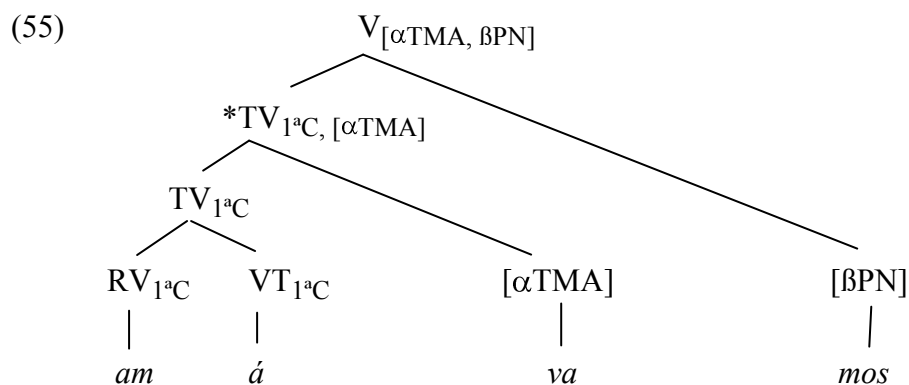 (55) V[αTMA, ßPN]
*TV1ªC, [αTMA]
TV1ªC
RV1ªC VT1ªC [αTMA] [ßPN]
am á va mos